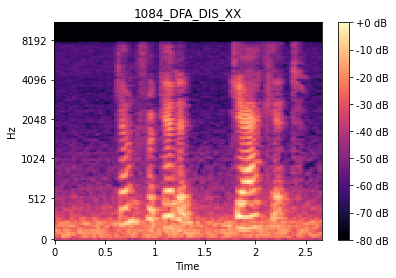 1084_DFA_DIS_XX
Hz
8192
4096
2048
1024
512
0
0
0.5
1
1.5
2
2.5
Time
+0 dB
-10 dB
-20 dB
-30 dB
-40 dB
-50 dB
-60 dB
-70 dB
-80 dB